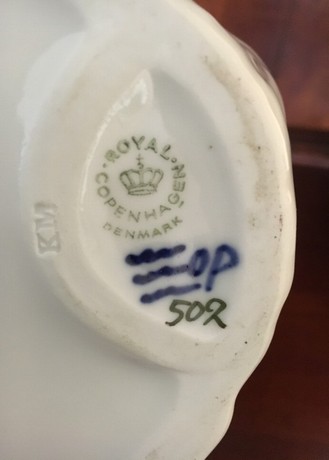 ROYAL COPENHAGEN
DENMARK
KM
OP
502